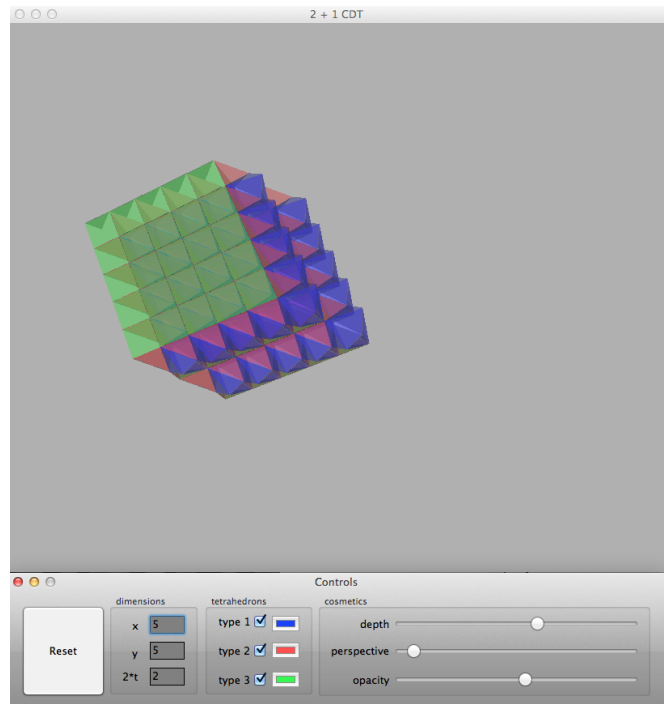 2 + 1 CDT
Controls
dimensions
x 5
y 5
2*t 2
tetrahedrons
type 1
type 2
type 3
cosmetics
depth
perspective
opacity
Reset